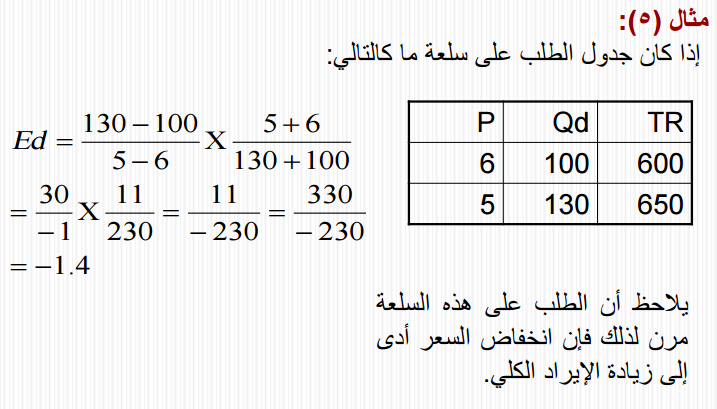 مثال (٥):
إذا كان جدول الطلب على سلعة ما كالتالي:
P Qd TR
6 100 600
5 130 650
Ed = \frac{130-100}{5-6} X \frac{5+6}{130+100}
= \frac{30}{-1} X \frac{11}{230} = \frac{11}{-230} = \frac{330}{-230}
= -1.4
يلاحظ أن الطلب على هذه السلعة
مرن لذلك فإن انخفاض السعر أدى
إلى زيادة الإيراد الكلي.